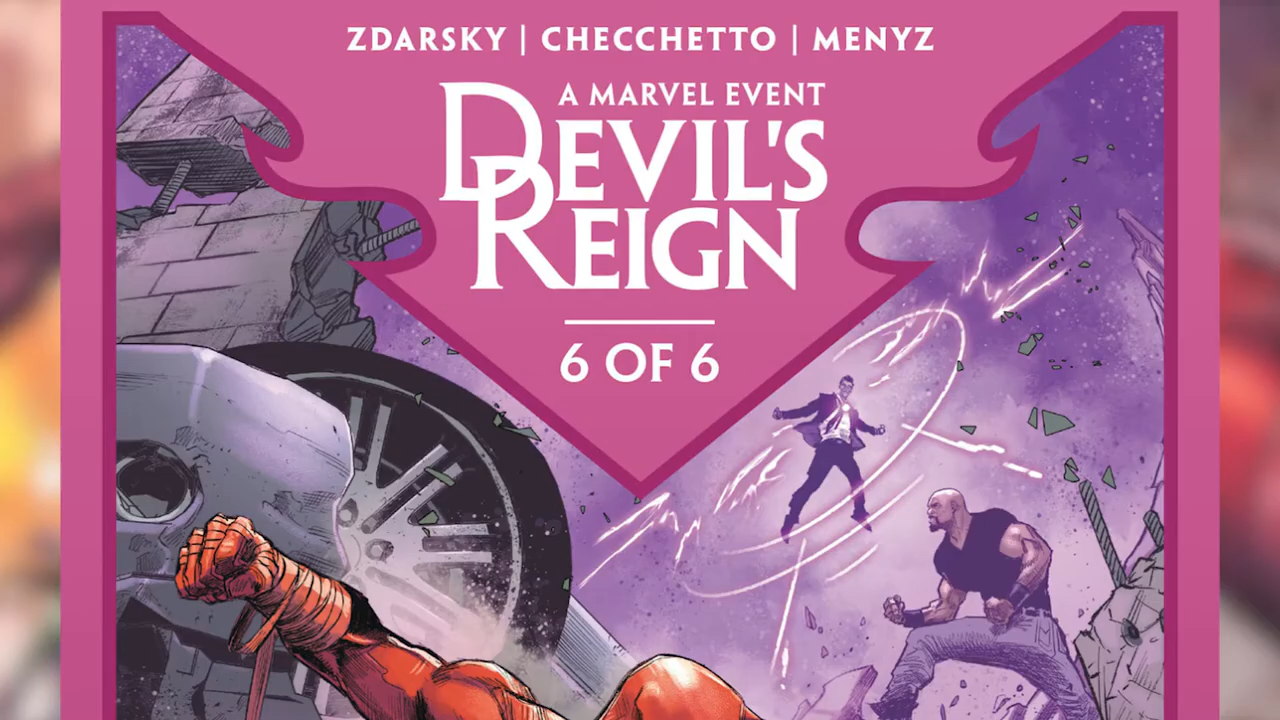 ZDARSKY | CHECCHETTO | MENYZ
A MARVEL EVENT
DEVIL'S
REIGN
6 OF 6